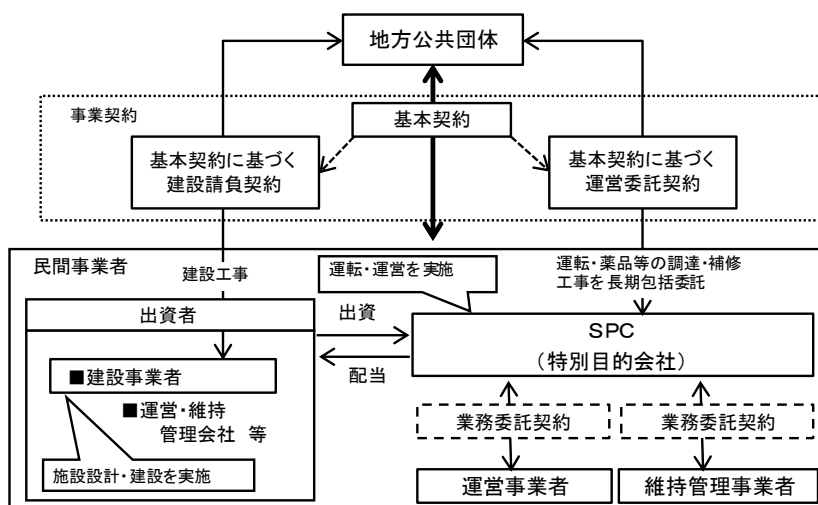 地方公共団体
事業契約
基本契約
基本契約に基づく
建設請負契約
基本契約に基づく
運営委託契約
民間事業者
建設工事
運転・運営を実施
運転・薬品等の調達・補修
工事を長期包括委託
出資者
出資
SPC
(特別目的会社)
配当
■建設事業者
■運営・維持
管理会社 等
施設設計・建設を実施
業務委託契約
業務委託契約
運営事業者
維持管理事業者